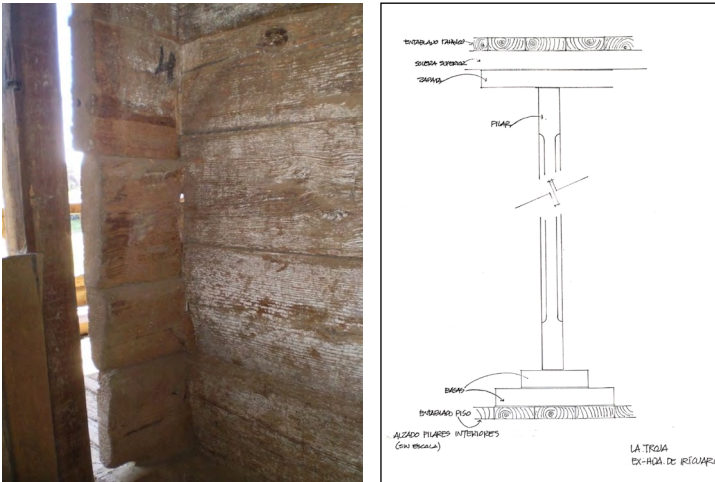 ENTABLADO TAPANCO
SOLERA SUPERIOR
ZAPATA
PILAR
BASAS
ENTABLADO PISO
ALZADO PILARES INTERIORES
(SIN ESCALA)
LA TROJA
EX-HDA. DE IRICUARO